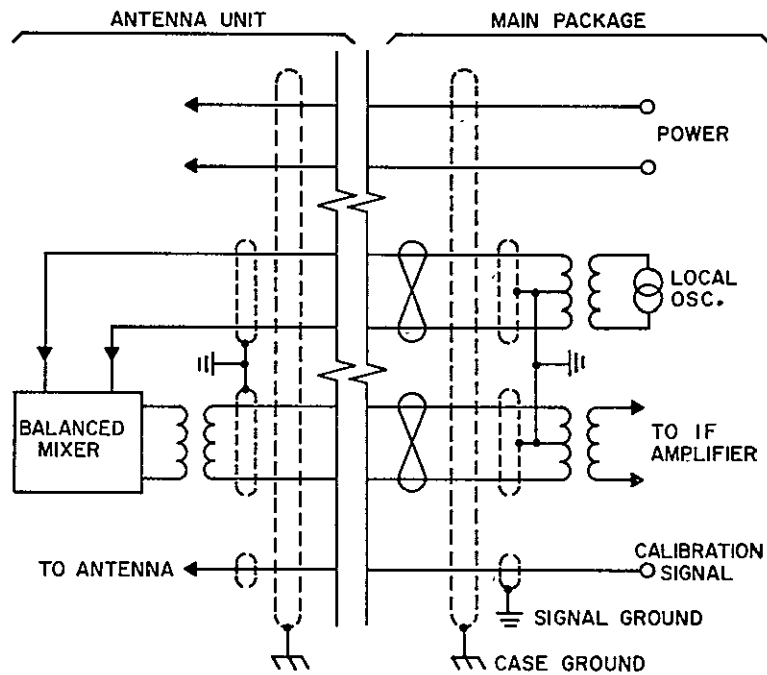 ANTENNA UNIT
MAIN PACKAGE
POWER
LOCAL
OSC.
BALANCED
MIXER
TO IF
AMPLIFIER
TO ANTENNA
CALIBRATION
SIGNAL
SIGNAL GROUND
CASE GROUND